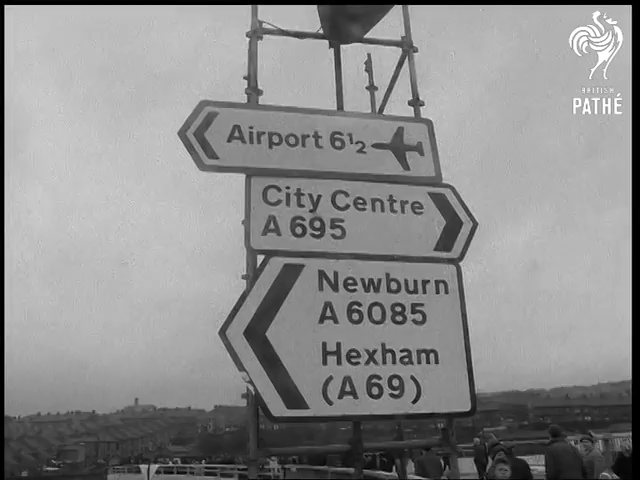 BRITISH
PATHÉ
Airport 6½
City Centre
A 695
Newburn
A 6085
Hexham
(A 69)